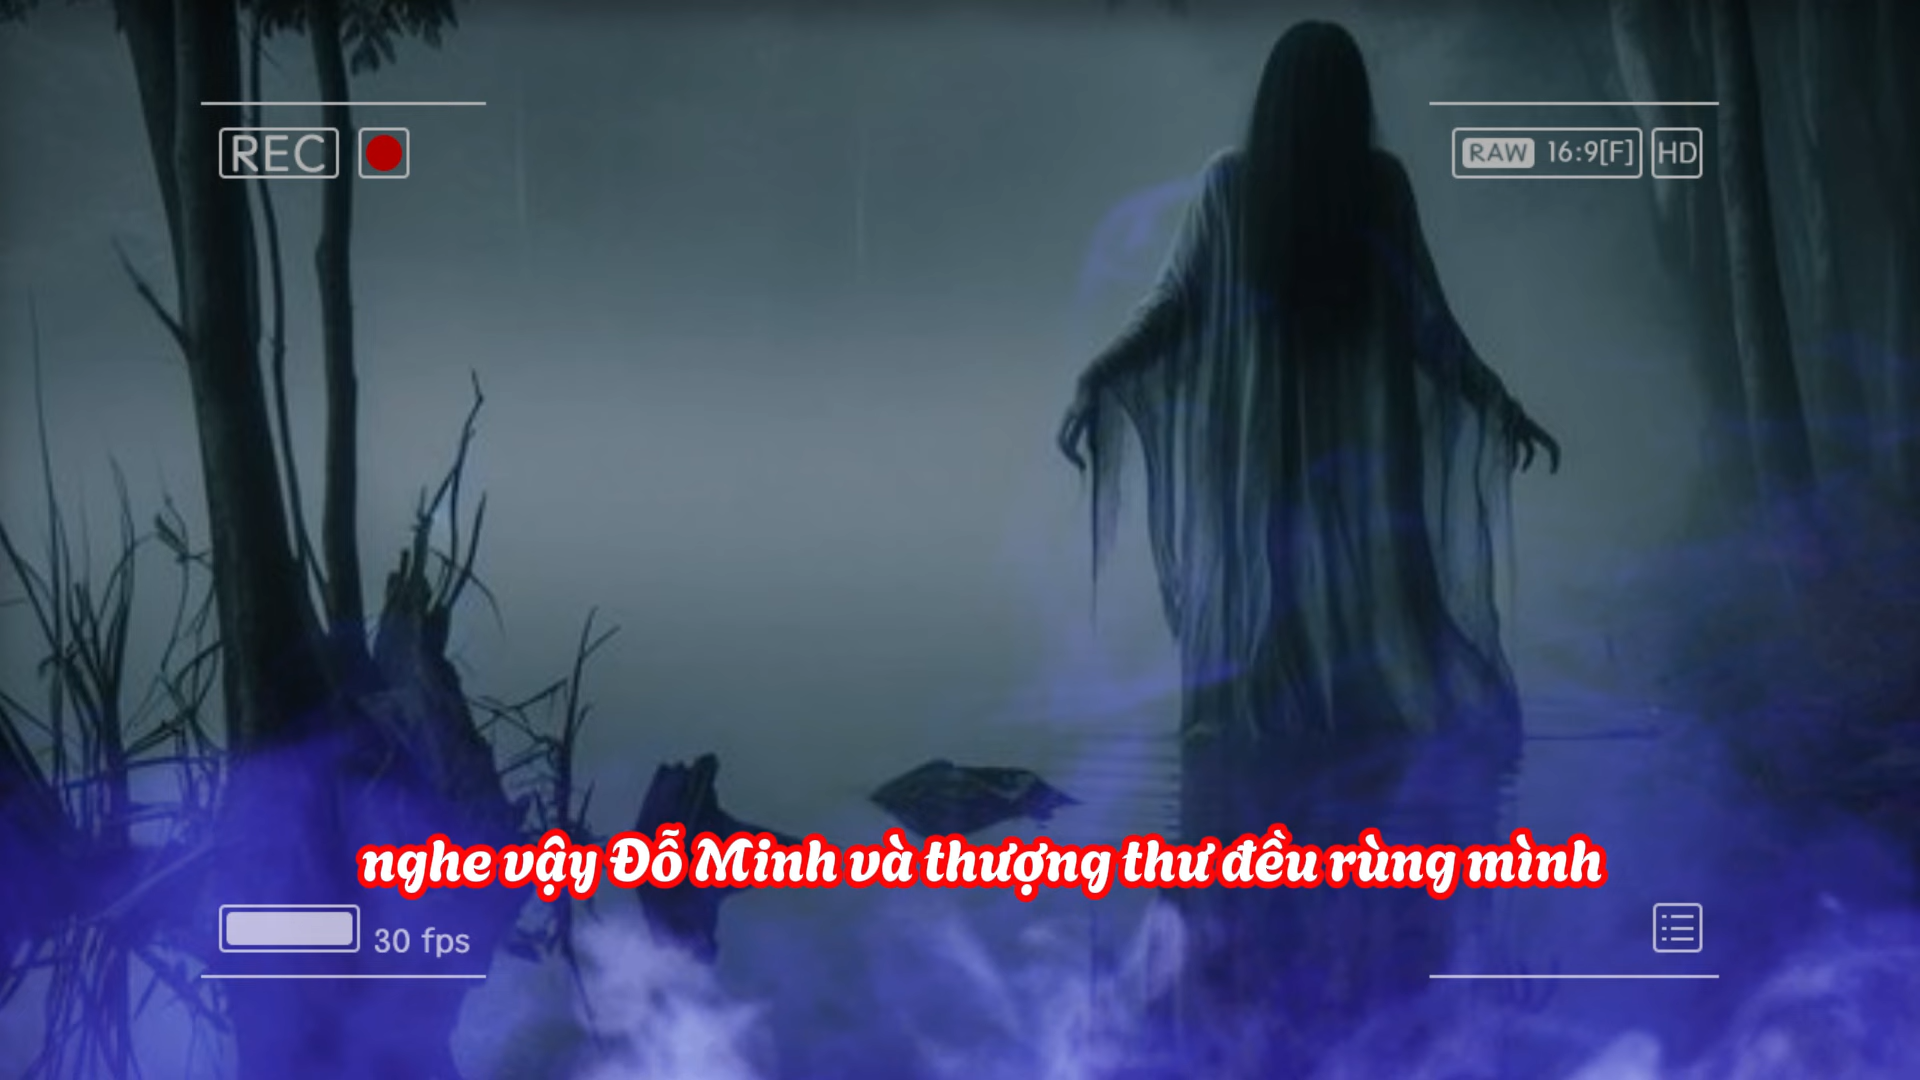 REC
RAW 16:9[F] HD
nghe vậy Đỗ Minh và thượng thư đều rùng mình
30 fps